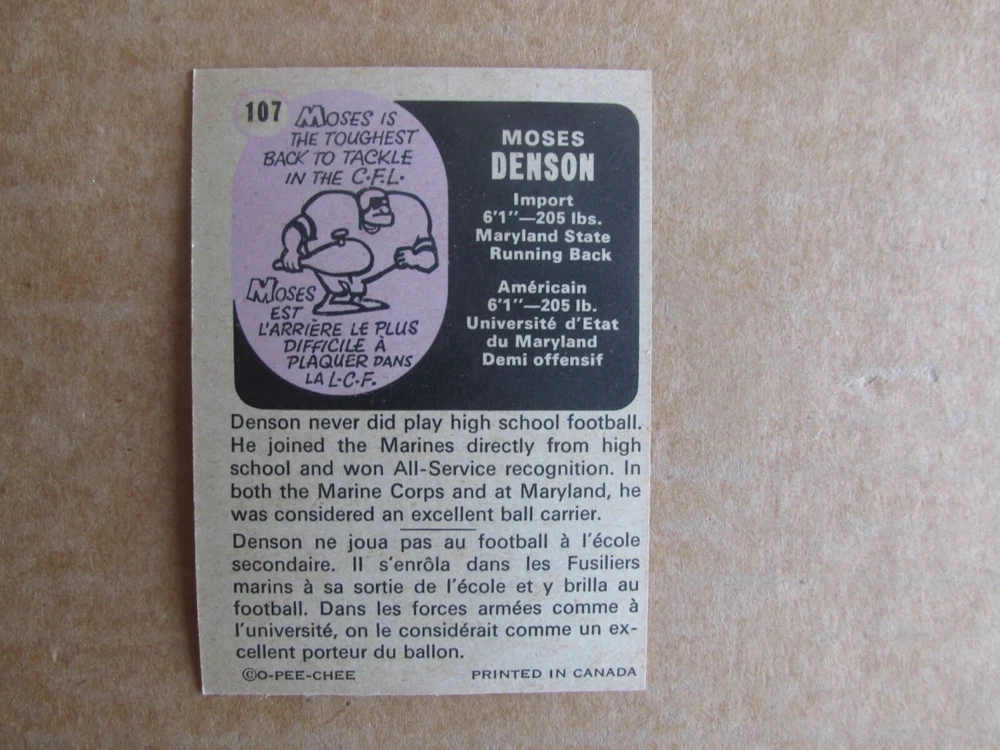 107
MOSES IS
THE TOUGHEST
BACK TO TACKLE
IN THE C.F.L.
MOSES
EST
L'ARRIÈRE LE PLUS
DIFFICILE À
PLAQUER DANS
LA L.C.F.
MOSES
DENSON
Import
6'1"—205 lbs.
Maryland State
Running Back
Américain
6'1"—205 lb.
Université d'Etat
du Maryland
Demi offensif
Denson never did play high school football.
He joined the Marines directly from high
school and won All-Service recognition. In
both the Marine Corps and at Maryland, he
was considered an excellent ball carrier.
Denson ne joua pas au football à l'école
secondaire. Il s'enrôla dans les Fusiliers
marins à sa sortie de l'école et y brilla au
football. Dans les forces armées comme à
l'université, on le considérait comme un ex-
cellent porteur du ballon.
©O-PEE-CHEE PRINTED IN CANADA